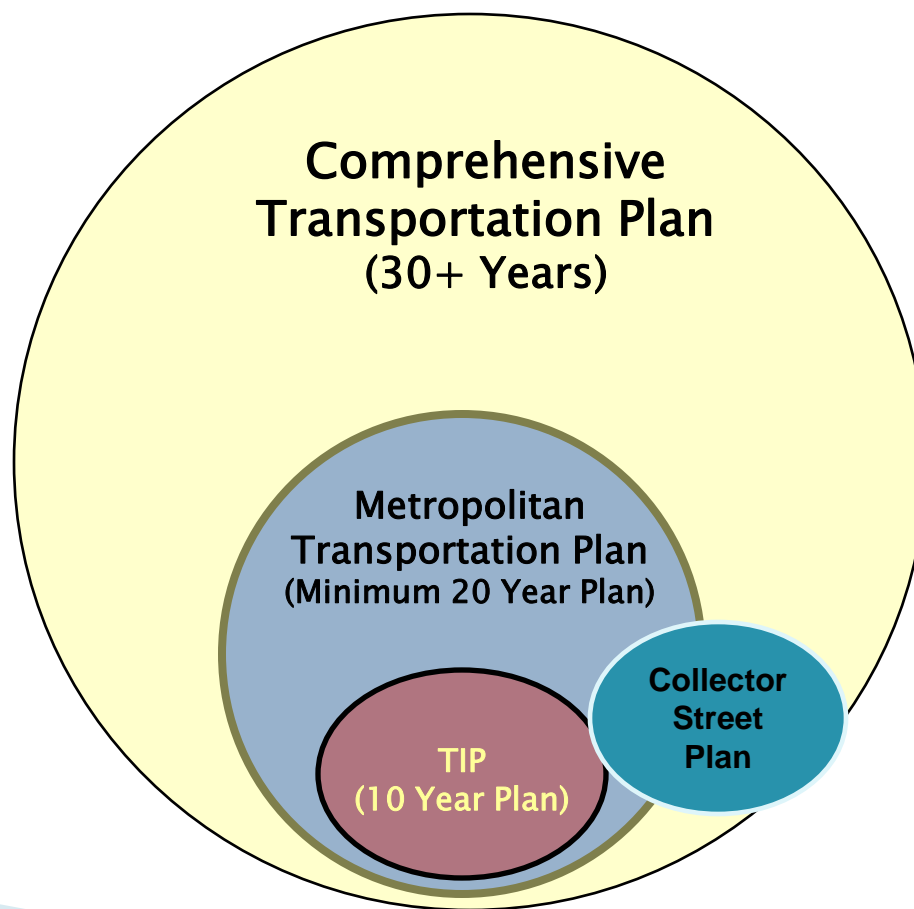 Comprehensive
Transportation Plan
(30+ Years)
Metropolitan
Transportation Plan
(Minimum 20 Year Plan)
Collector
Street
Plan
TIP
(10 Year Plan)